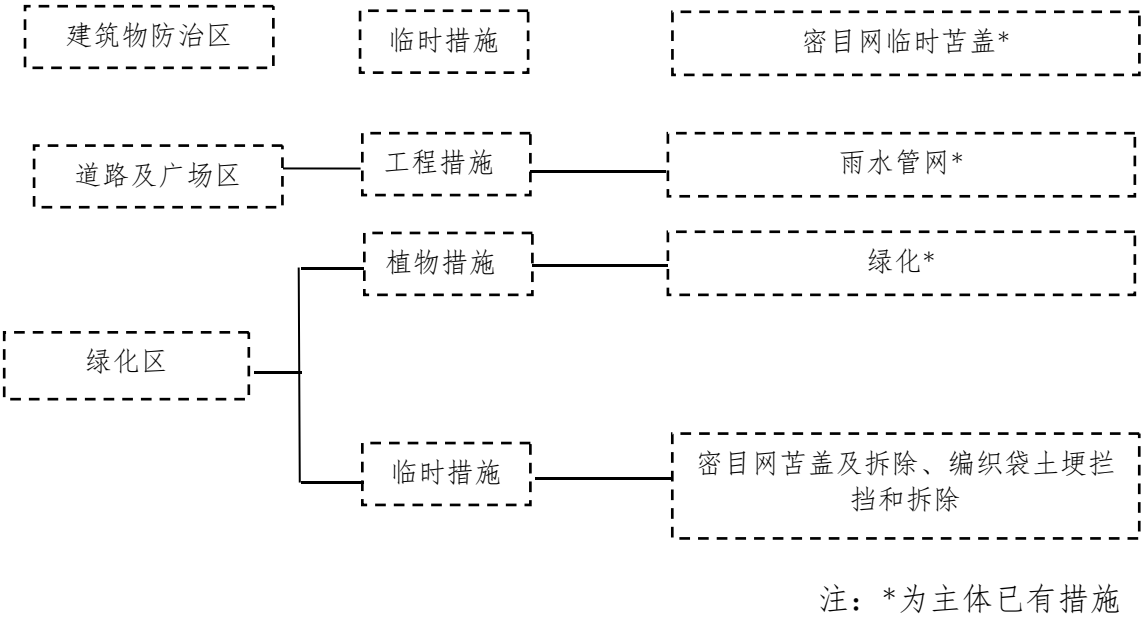 建筑物防治区
临时措施
密目网临时苫盖*
道路及广场区
工程措施
雨水管网*
植物措施
绿化*
绿化区
临时措施
密目网苫盖及拆除、编织袋土埂拦
挡和拆除
注：*为主体已有措施